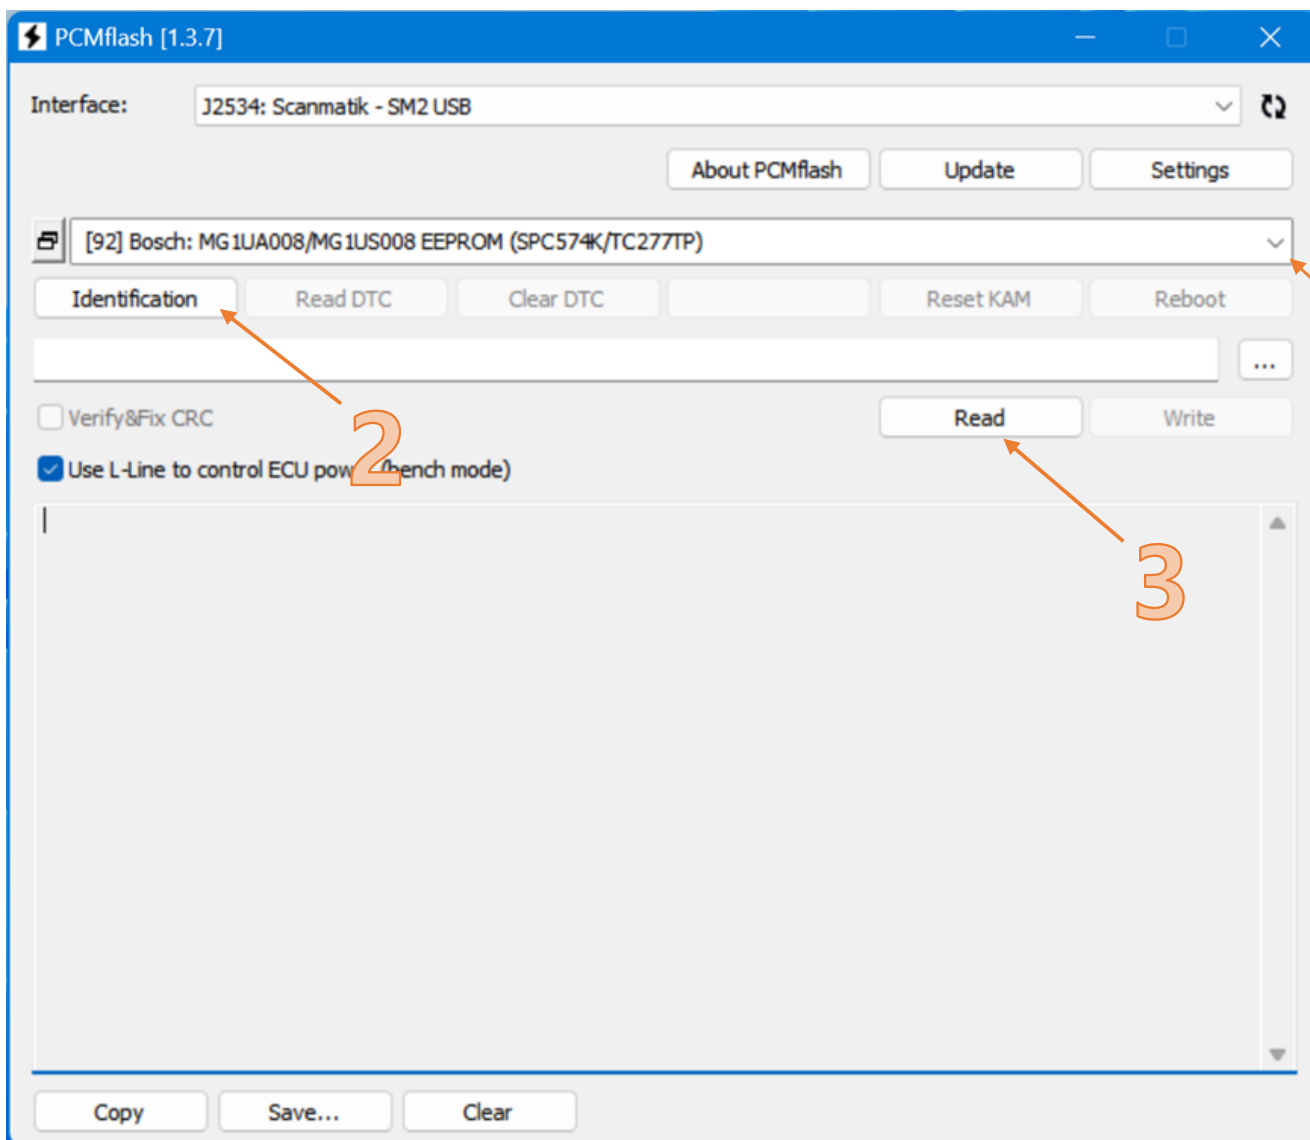 PCMflash [1.3.7]
Interface: J2534: Scanmatik - SM2 USB
About PCMflash Update Settings
[92] Bosch: MG1UA008/MG1US008 EEPROM (SPC574K/TC277TP)
Identification Read DTC Clear DTC Reset KAM Reboot
...
Verify&Fix CRC Read Write
2
Use L-Line to control ECU power (bench mode)
3
Copy Save... Clear